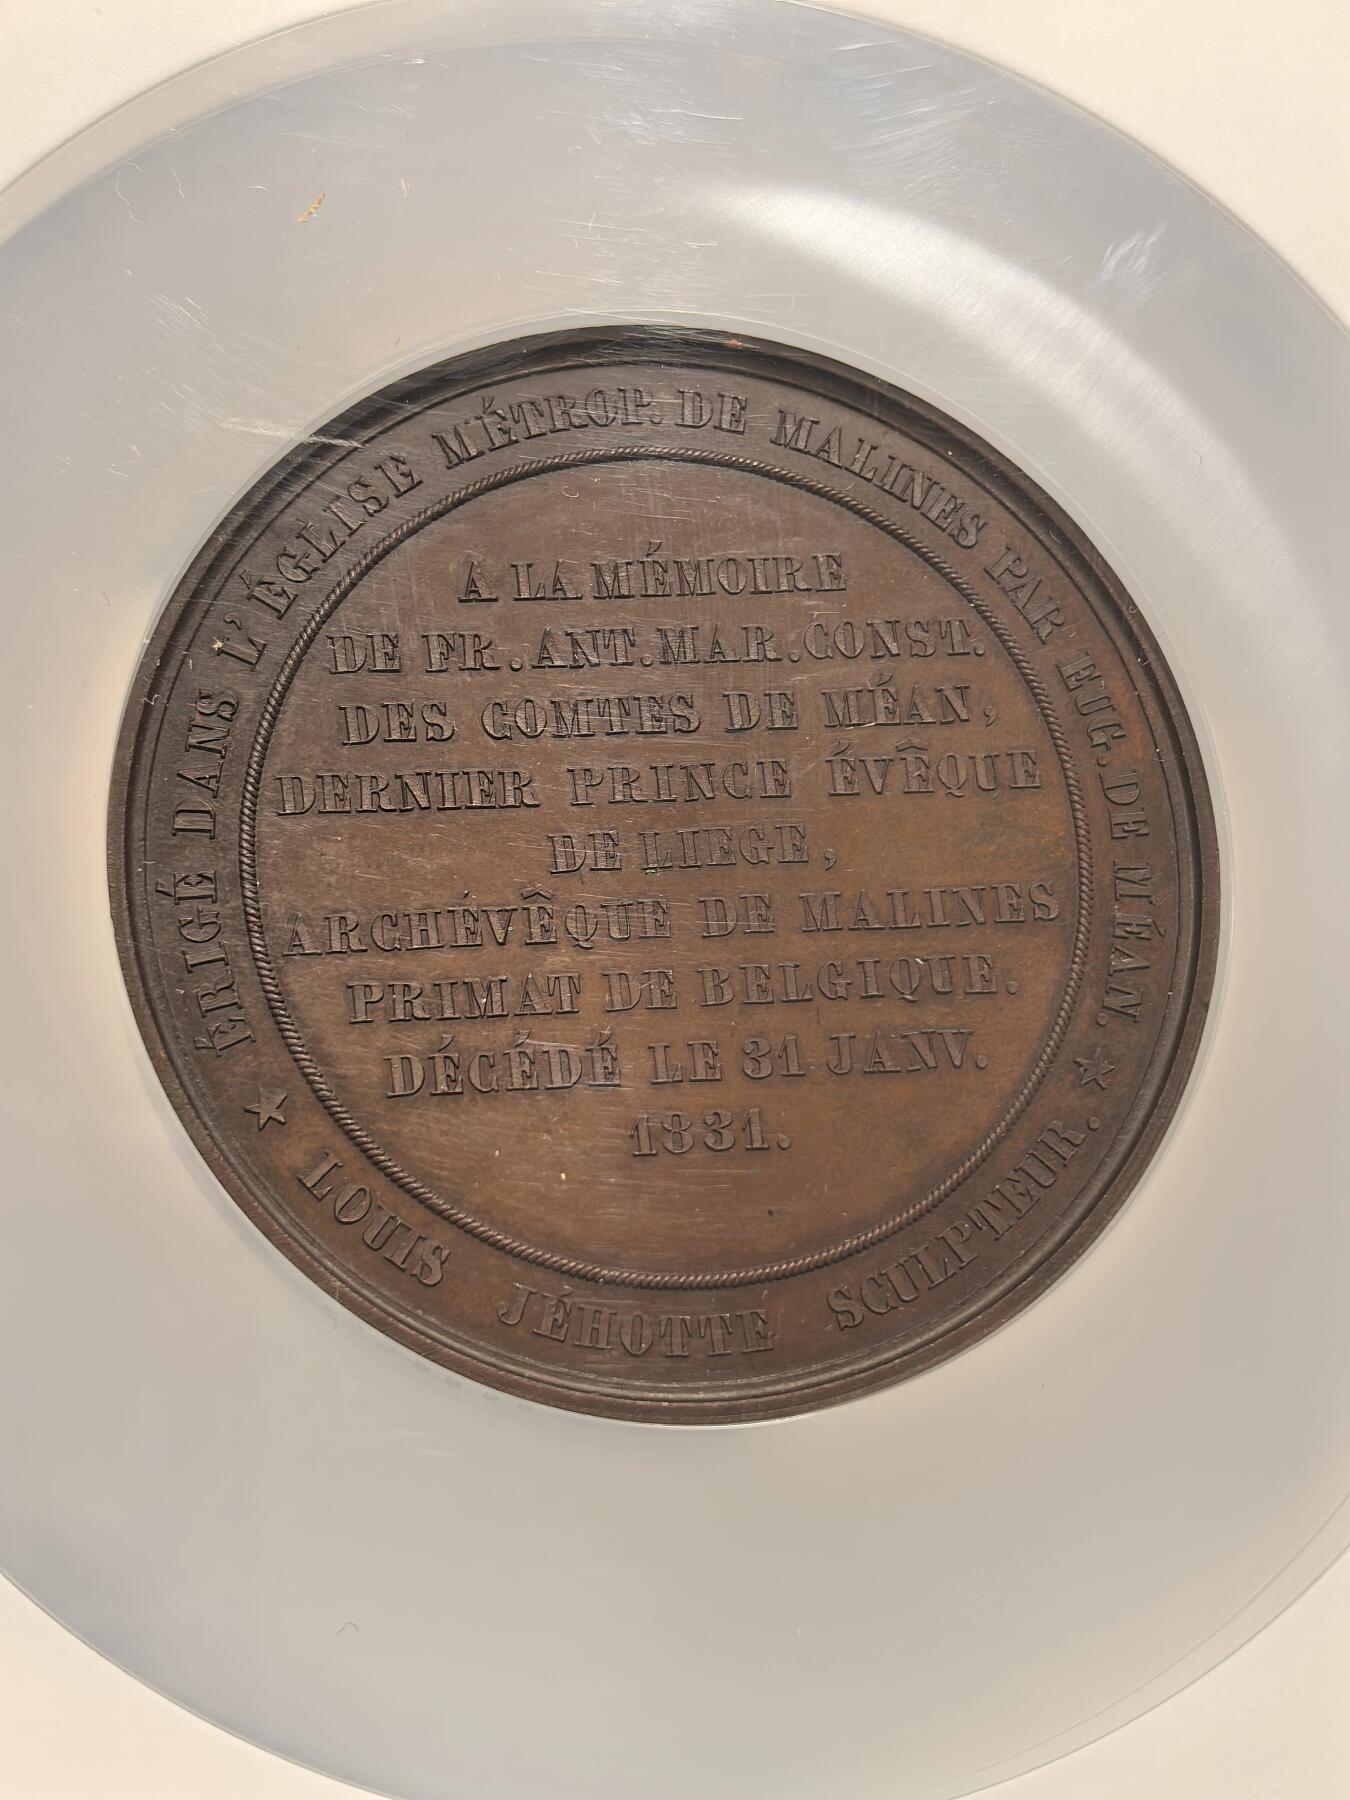 ÉRIGÉ DANS L'ÉGLISE MÉTROP. DE MALINES PAR EUG. DE MÉAN.
A LA MÉMOIRE
DE FR. ANT. MAR. CONST.
DES COMTES DE MÉAN,
DERNIER PRINCE ÉVÊQUE
DE LIEGE,
ARCHEVÊQUE DE MALINES
PRIMAT DE BELGIQUE.
DÉCÉDÉ LE 31 JANV.
1831.
LOUIS JÉHOTTE SCULPTEUR.